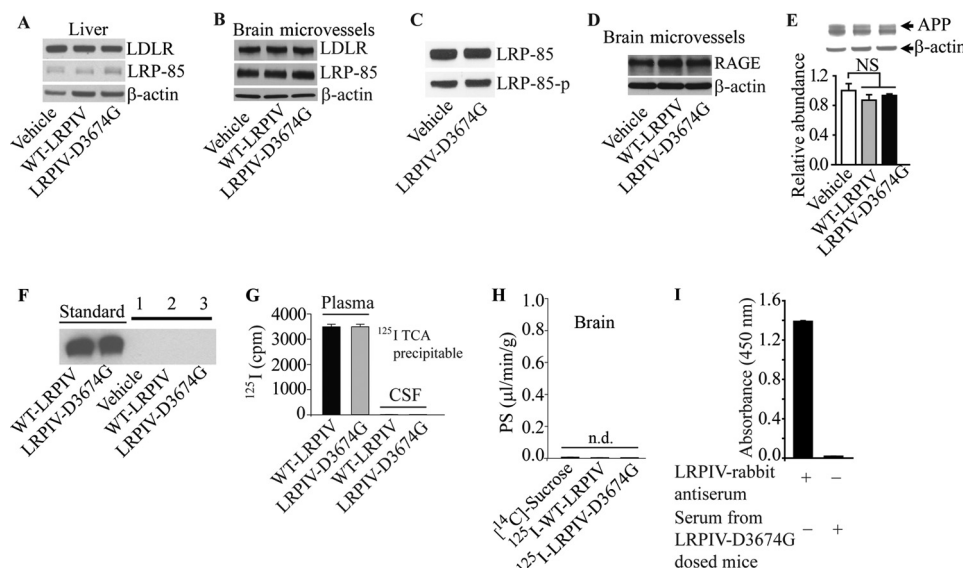 A
Liver
LDLR
LRP-85
β-actin
Vehicle
WT-LRPIV
LRPIV-D3674G
B
Brain microvessels
LDLR
LRP-85
β-actin
Vehicle
WT-LRPIV
LRPIV-D3674G
C
LRP-85
LRP-85-p
Vehicle
LRPIV-D3674G
D
Brain microvessels
RAGE
β-actin
Vehicle
WT-LRPIV
LRPIV-D3674G
E
APP
β-actin
NS
Relative abundance
1.2
0.8
0.4
0.0
Vehicle
WT-LRPIV
LRPIV-D3674G
F
Standard
1 2 3
WT-LRPIV
LRPIV-D3674G
Vehicle
WT-LRPIV
LRPIV-D3674G
G
Plasma
¹²⁵I TCA
precipitable
CSF
¹²⁵I (cpm)
4000
3000
2000
1000
0
WT-LRPIV
LRPIV-D3674G
WT-LRPIV
LRPIV-D3674G
H
Brain
n.d.
PS (μl/min/g)
1.0
0.8
0.6
0.4
0.2
0.0
[¹⁴C]-Sucrose
¹²⁵I-WT-LRPIV
¹²⁵I-LRPIV-D3674G
I
Absorbance (450 nm)
1.6
1.2
0.8
0.4
0.0
LRPIV-rabbit
antiserum
+ −
Serum from
LRPIV-D3674G − +
dosed mice